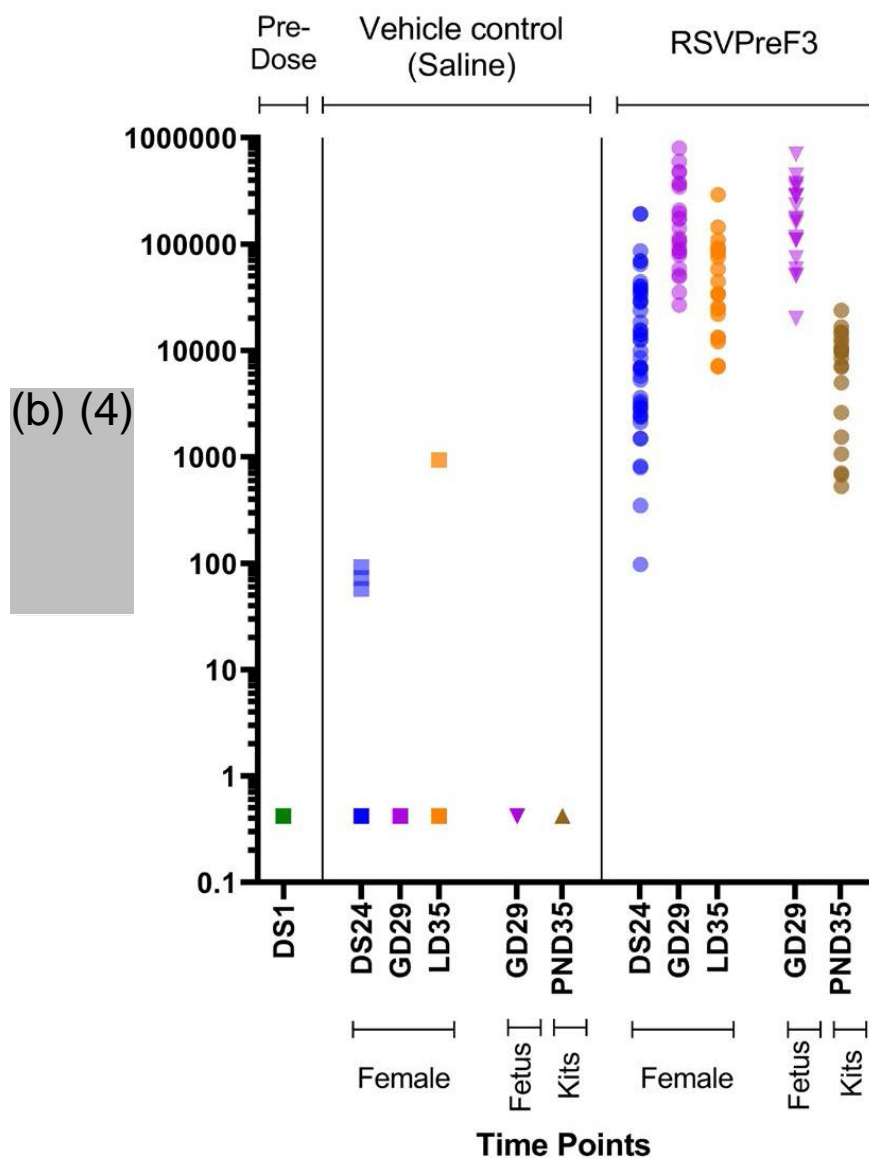 Pre-
Dose
Vehicle control
(Saline)
RSVPreF3
1000000
100000
10000
1000
100
10
1
0.1
(b) (4)
DS1
DS24
GD29
LD35
GD29
PND35
DS24
GD29
LD35
GD29
PND35
Female
Fetus
Kits
Female
Fetus
Kits
Time Points